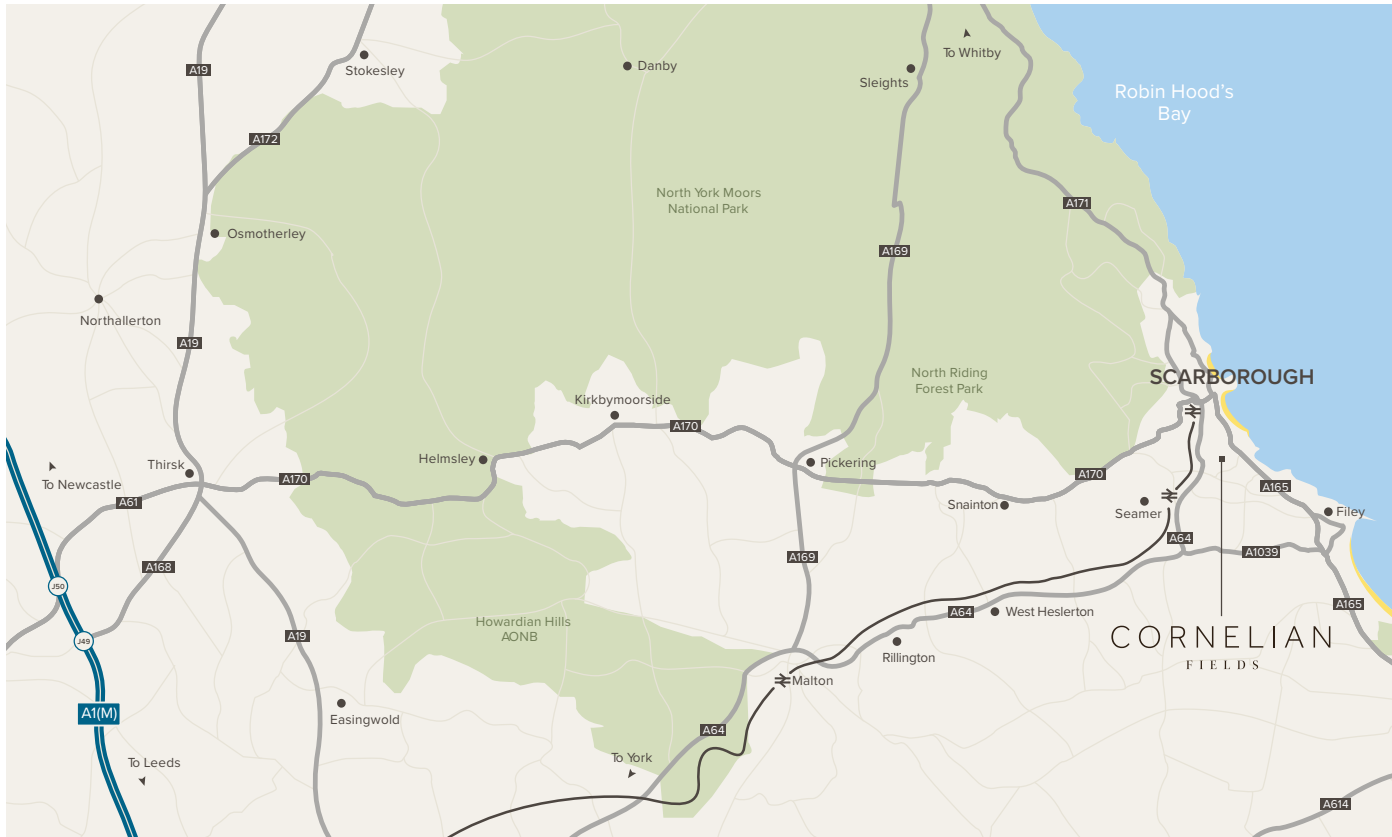 To Whitby
A19
Stokesley
Danby
Sleights
Robin Hood's
Bay
A172
North York Moors
National Park
A171
Osmotherley
A169
Northallerton
A19
North Riding
Forest Park
SCARBOROUGH
Kirkbymoorside
A170
Helmsley
Thirsk
Pickering
To Newcastle
A170
A170
A165
A61
Snainton
Seamer
Filey
A64
A168
A169
A1039
J50
A165
A64
West Heslerton
Howardian Hills
AONB
A19
J49
CORNELIAN
FIELDS
Rillington
Malton
A1(M)
Easingwold
A64
To York
To Leeds
A614